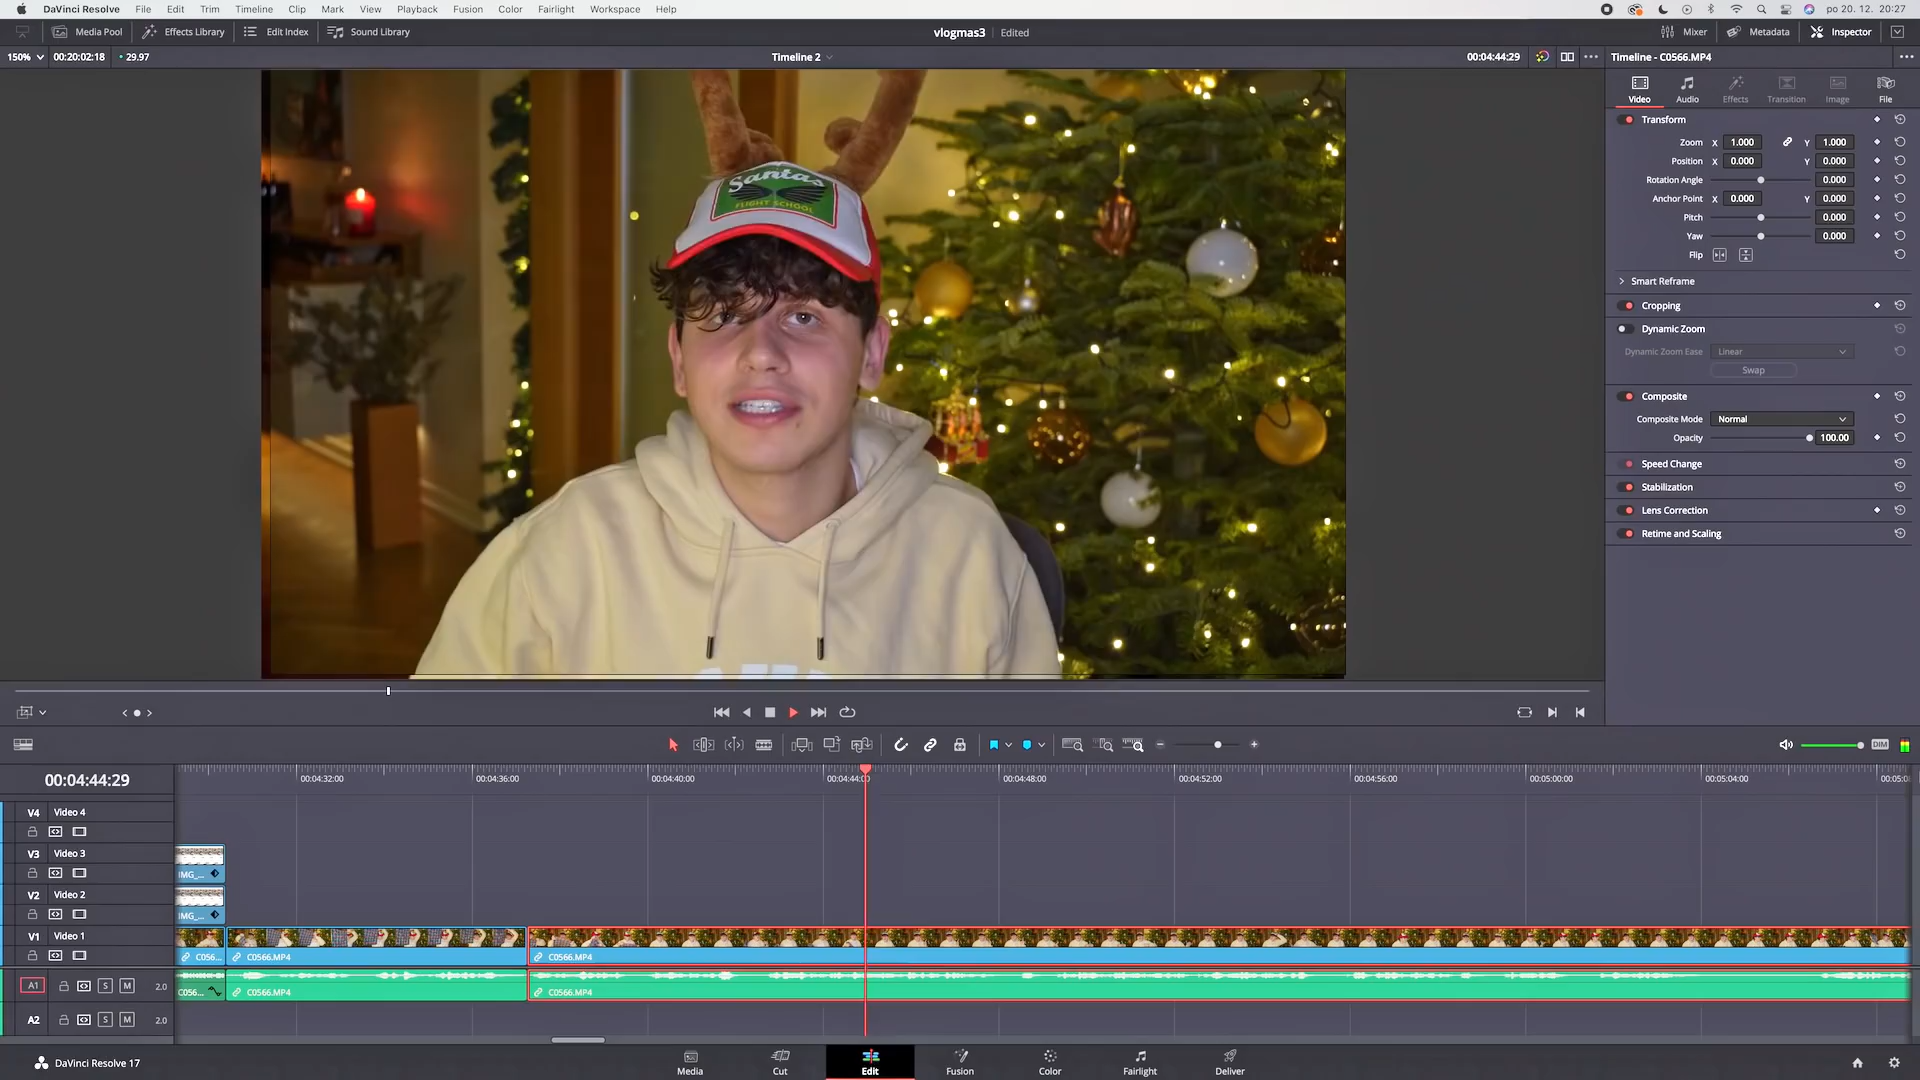 DaVinci Resolve File Edit Trim Timeline Clip Mark View Playback Fusion Color Fairlight Workspace Help po 20. 12. 20:27
Media Pool Effects Library Edit Index Sound Library vlogmas3 Edited Mixer Metadata Inspector
150% 00:20:02:18 29.97 Timeline 2 00:04:44:29 Timeline - C0566.MP4
Video Audio Effects Transition Image File
Transform
Zoom X 1.000 Y 1.000
Position X 0.000 Y 0.000
Rotation Angle 0.000
Anchor Point X 0.000 Y 0.000
Pitch 0.000
Yaw 0.000
Flip
Smart Reframe
Cropping
Dynamic Zoom
Dynamic Zoom Ease Linear
Swap
Composite
Composite Mode Normal
Opacity 100.00
Speed Change
Stabilization
Lens Correction
Retime and Scaling
Santas
FLIGHT SCHOOL
DIM
00:04:44:29 00:04:32:00 00:04:36:00 00:04:40:00 00:04:44:00 00:04:48:00 00:04:52:00 00:04:56:00 00:05:00:00 00:05:04:00 00:05:0
V4 Video 4
V3 Video 3
IMG_...
V2 Video 2
IMG_...
V1 Video 1
C056... C0566.MP4 C0566.MP4
A1 S M 2.0
C056... C0566.MP4 C0566.MP4
A2 S M 2.0
DaVinci Resolve 17 Media Cut Edit Fusion Color Fairlight Deliver